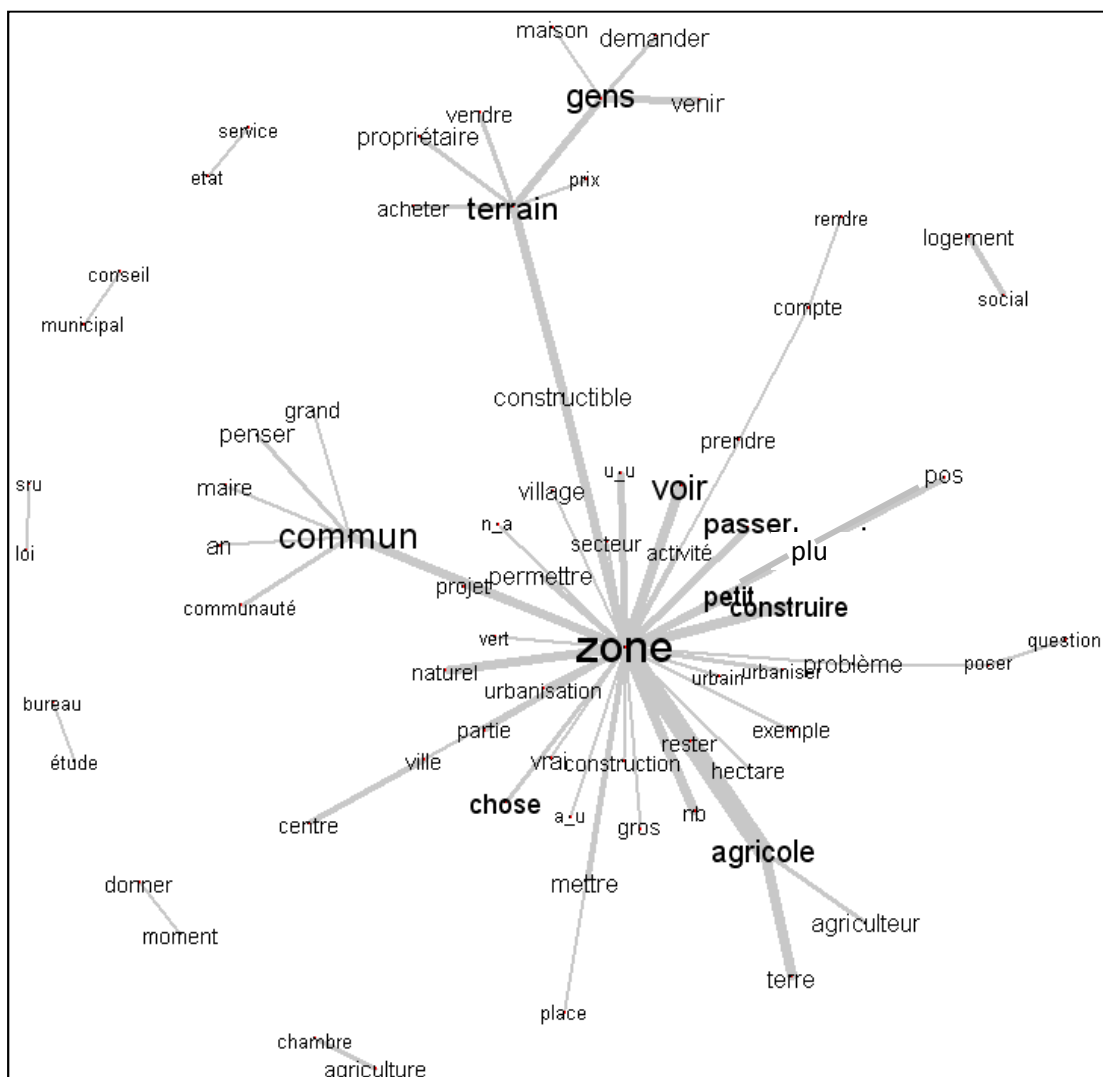 maison
demander
gens
venir
vendre
service
propriétaire
etat
prix
acheter
terrain
rendre
logement
conseil
social
compte
municipal
constructible
grand
penser
prendre
u_u
pos
sru
maire
village
voir
n_a
passer.
commun
an
secteur
activité
plu
loi
projet
permettre
petit
construire
communauté
vert
zone
question
naturel
urbain
urbaniser
problème
poser
urbanisation
bureau
partie
rester
exemple
étude
ville
vrai
construction
hectare
chose
a_u
nb
centre
gros
agricole
donner
mettre
moment
agriculteur
terre
place
chambre
agriculture